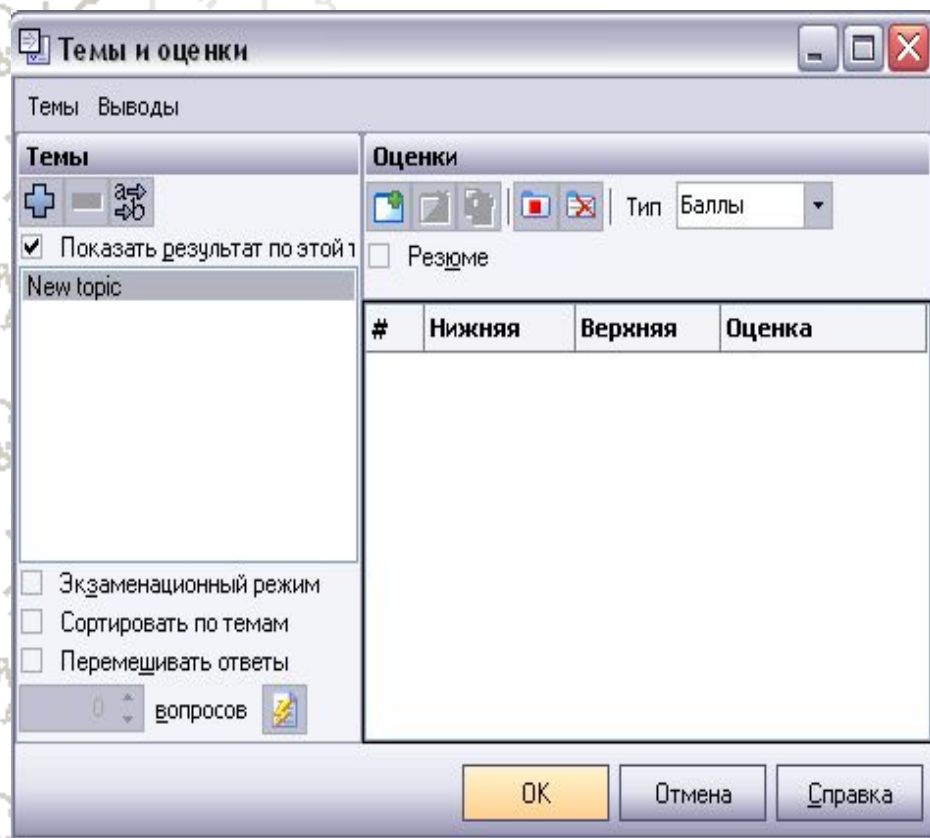 Темы и оценки
Темы Выводы
Темы
Показать результат по этой т
New topic
Экзаменационный режим
Сортировать по темам
Перемешивать ответы
0 вопросов
Оценки
Тип Баллы
Резюме
# Нижняя Верхняя Оценка
OK Отмена Справка